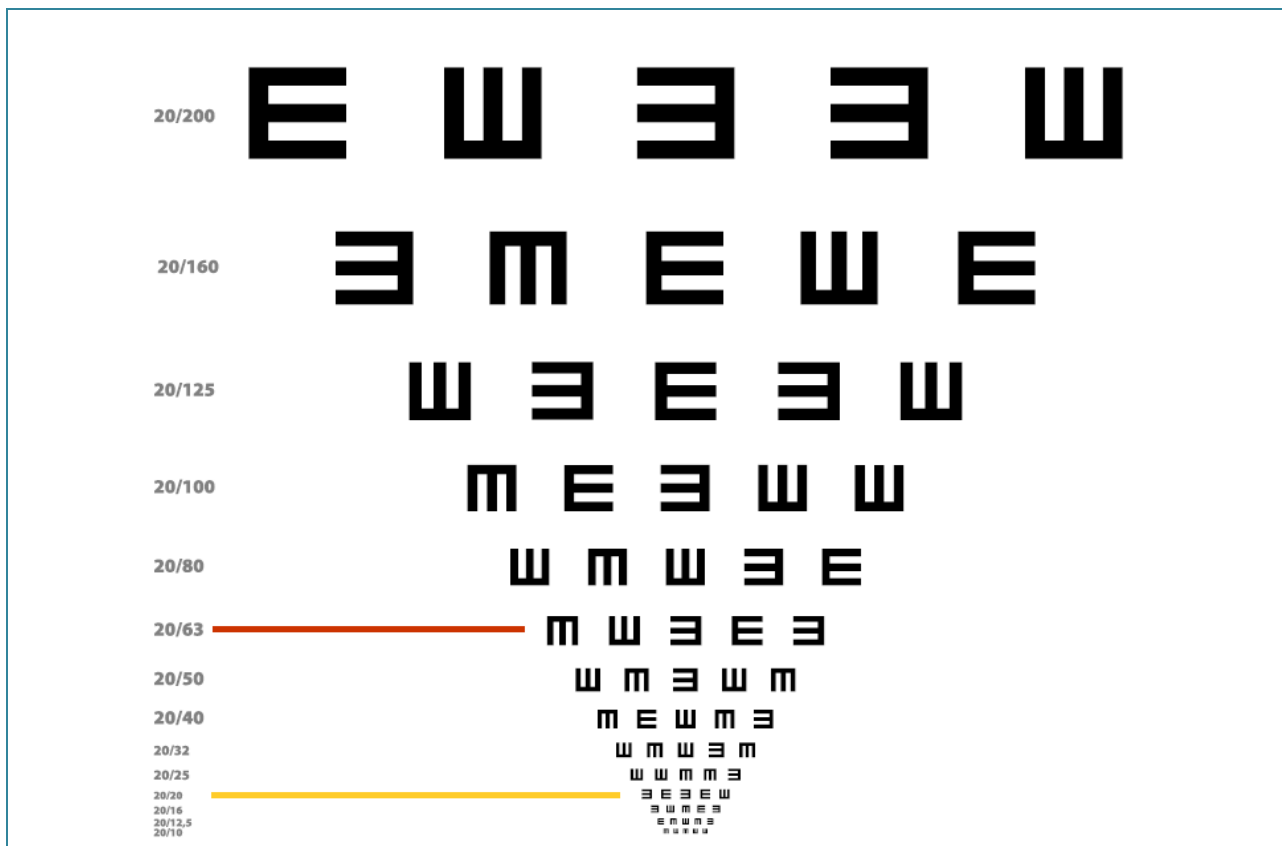 20/200 E W Ǝ Ǝ W
20/160 Ǝ M E W E
20/125 W Ǝ E Ǝ W
20/100 M E Ǝ W W
20/80 W M W Ǝ E
20/63 M W Ǝ E Ǝ
20/50 W M Ǝ W M
20/40 M E W M Ǝ
20/32 W M W Ǝ M
20/25 W W M M Ǝ
20/20 Ǝ E Ǝ E W
20/16 Ǝ W M E Ǝ
20/12,5 E M W M Ǝ
20/10